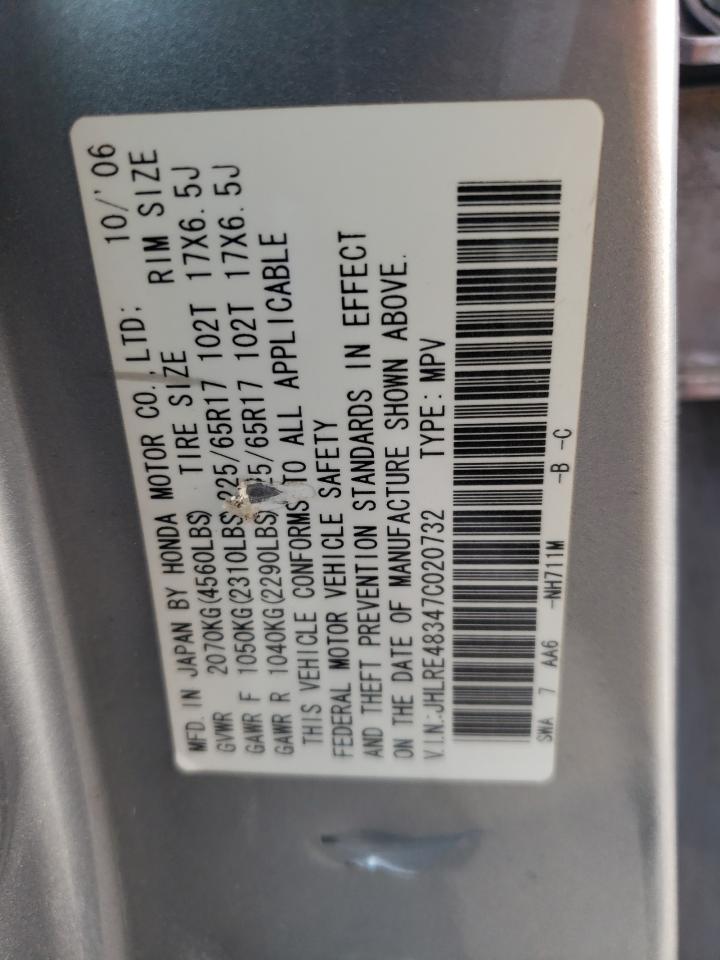 MFD. IN JAPAN BY HONDA MOTOR CO.,LTD: 10/'06
GVWR 2070KG(4560LBS) TIRE SIZE RIM SIZE
GAWR F 1050KG(2310LBS) 225/65R17 102T 17X6.5J
GAWR R 1040KG(2290LBS) 102T 17X6.5J
THIS VEHICLE CONFORMS TO ALL APPLICABLE
FEDERAL MOTOR VEHICLE SAFETY
AND THEFT PREVENTION STANDARDS IN EFFECT
ON THE DATE OF MANUFACTURE SHOWN ABOVE.
V.I.N.:JHLRE48347C020732 TYPE:MPV
SWA 7 AA6 -NH711M -B -C